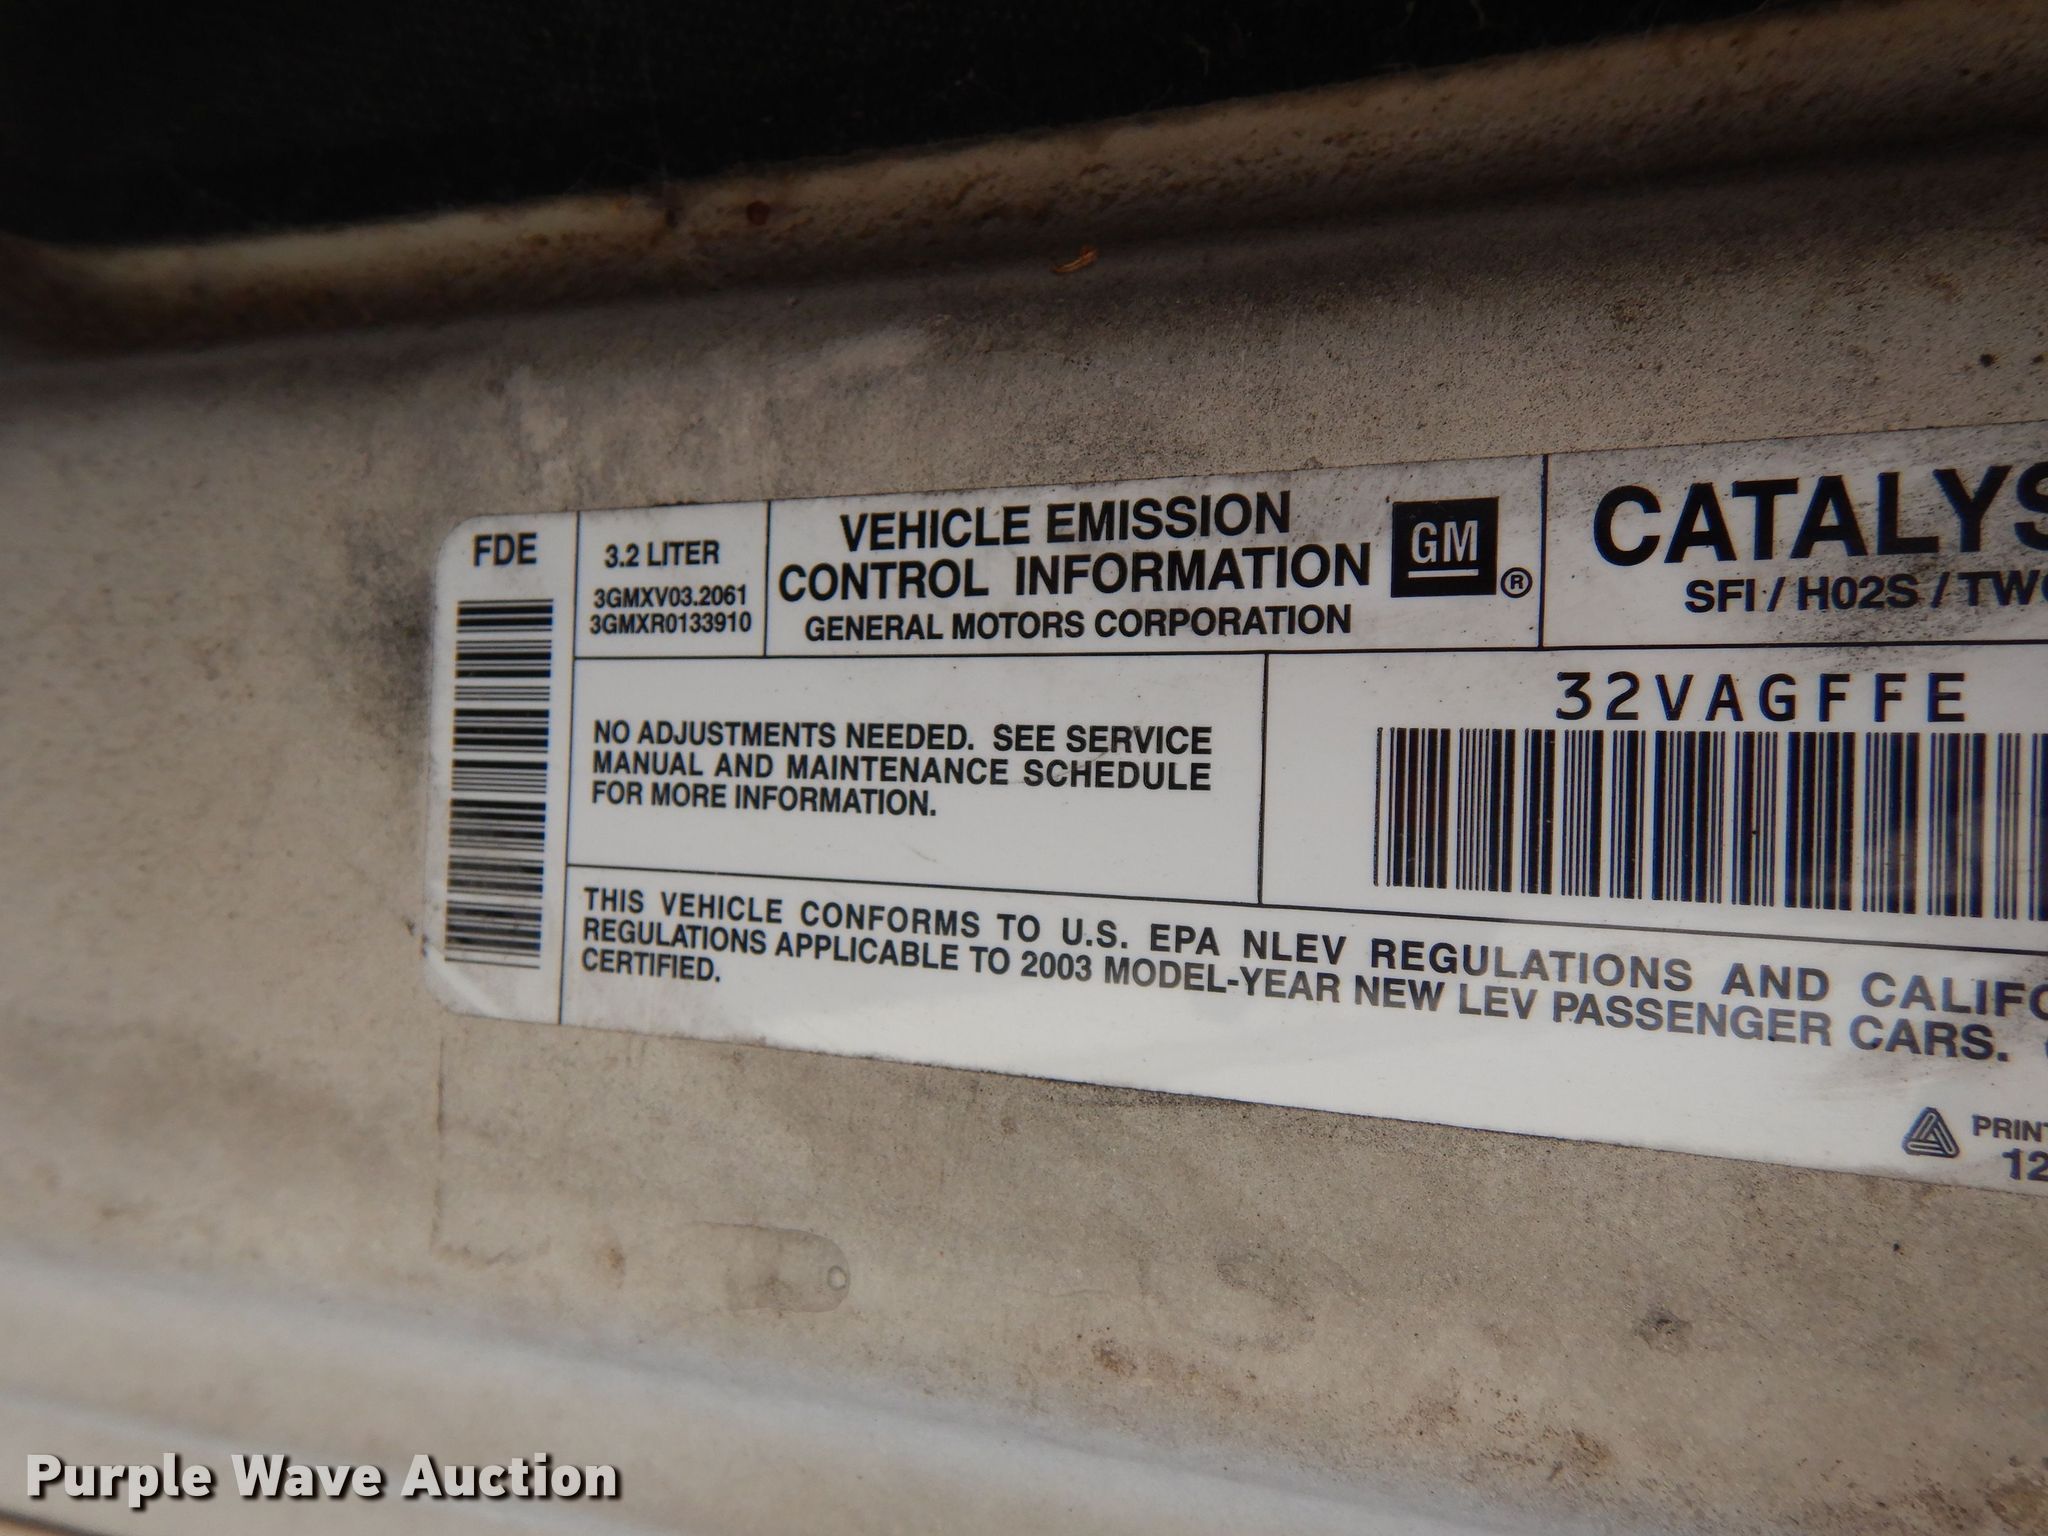 FDE
3.2 LITER
3GMXV03.2061
3GMXR0133910
VEHICLE EMISSION
CONTROL INFORMATION
GENERAL MOTORS CORPORATION
GM
®
CATALYS
SFI / HO2S / TW
32VAGFFE
NO ADJUSTMENTS NEEDED. SEE SERVICE
MANUAL AND MAINTENANCE SCHEDULE
FOR MORE INFORMATION.
THIS VEHICLE CONFORMS TO U.S. EPA NLEV REGULATIONS AND CALIFO
REGULATIONS APPLICABLE TO 2003 MODEL-YEAR NEW LEV PASSENGER CARS.
CERTIFIED.
PRINT
12
Purple Wave Auction